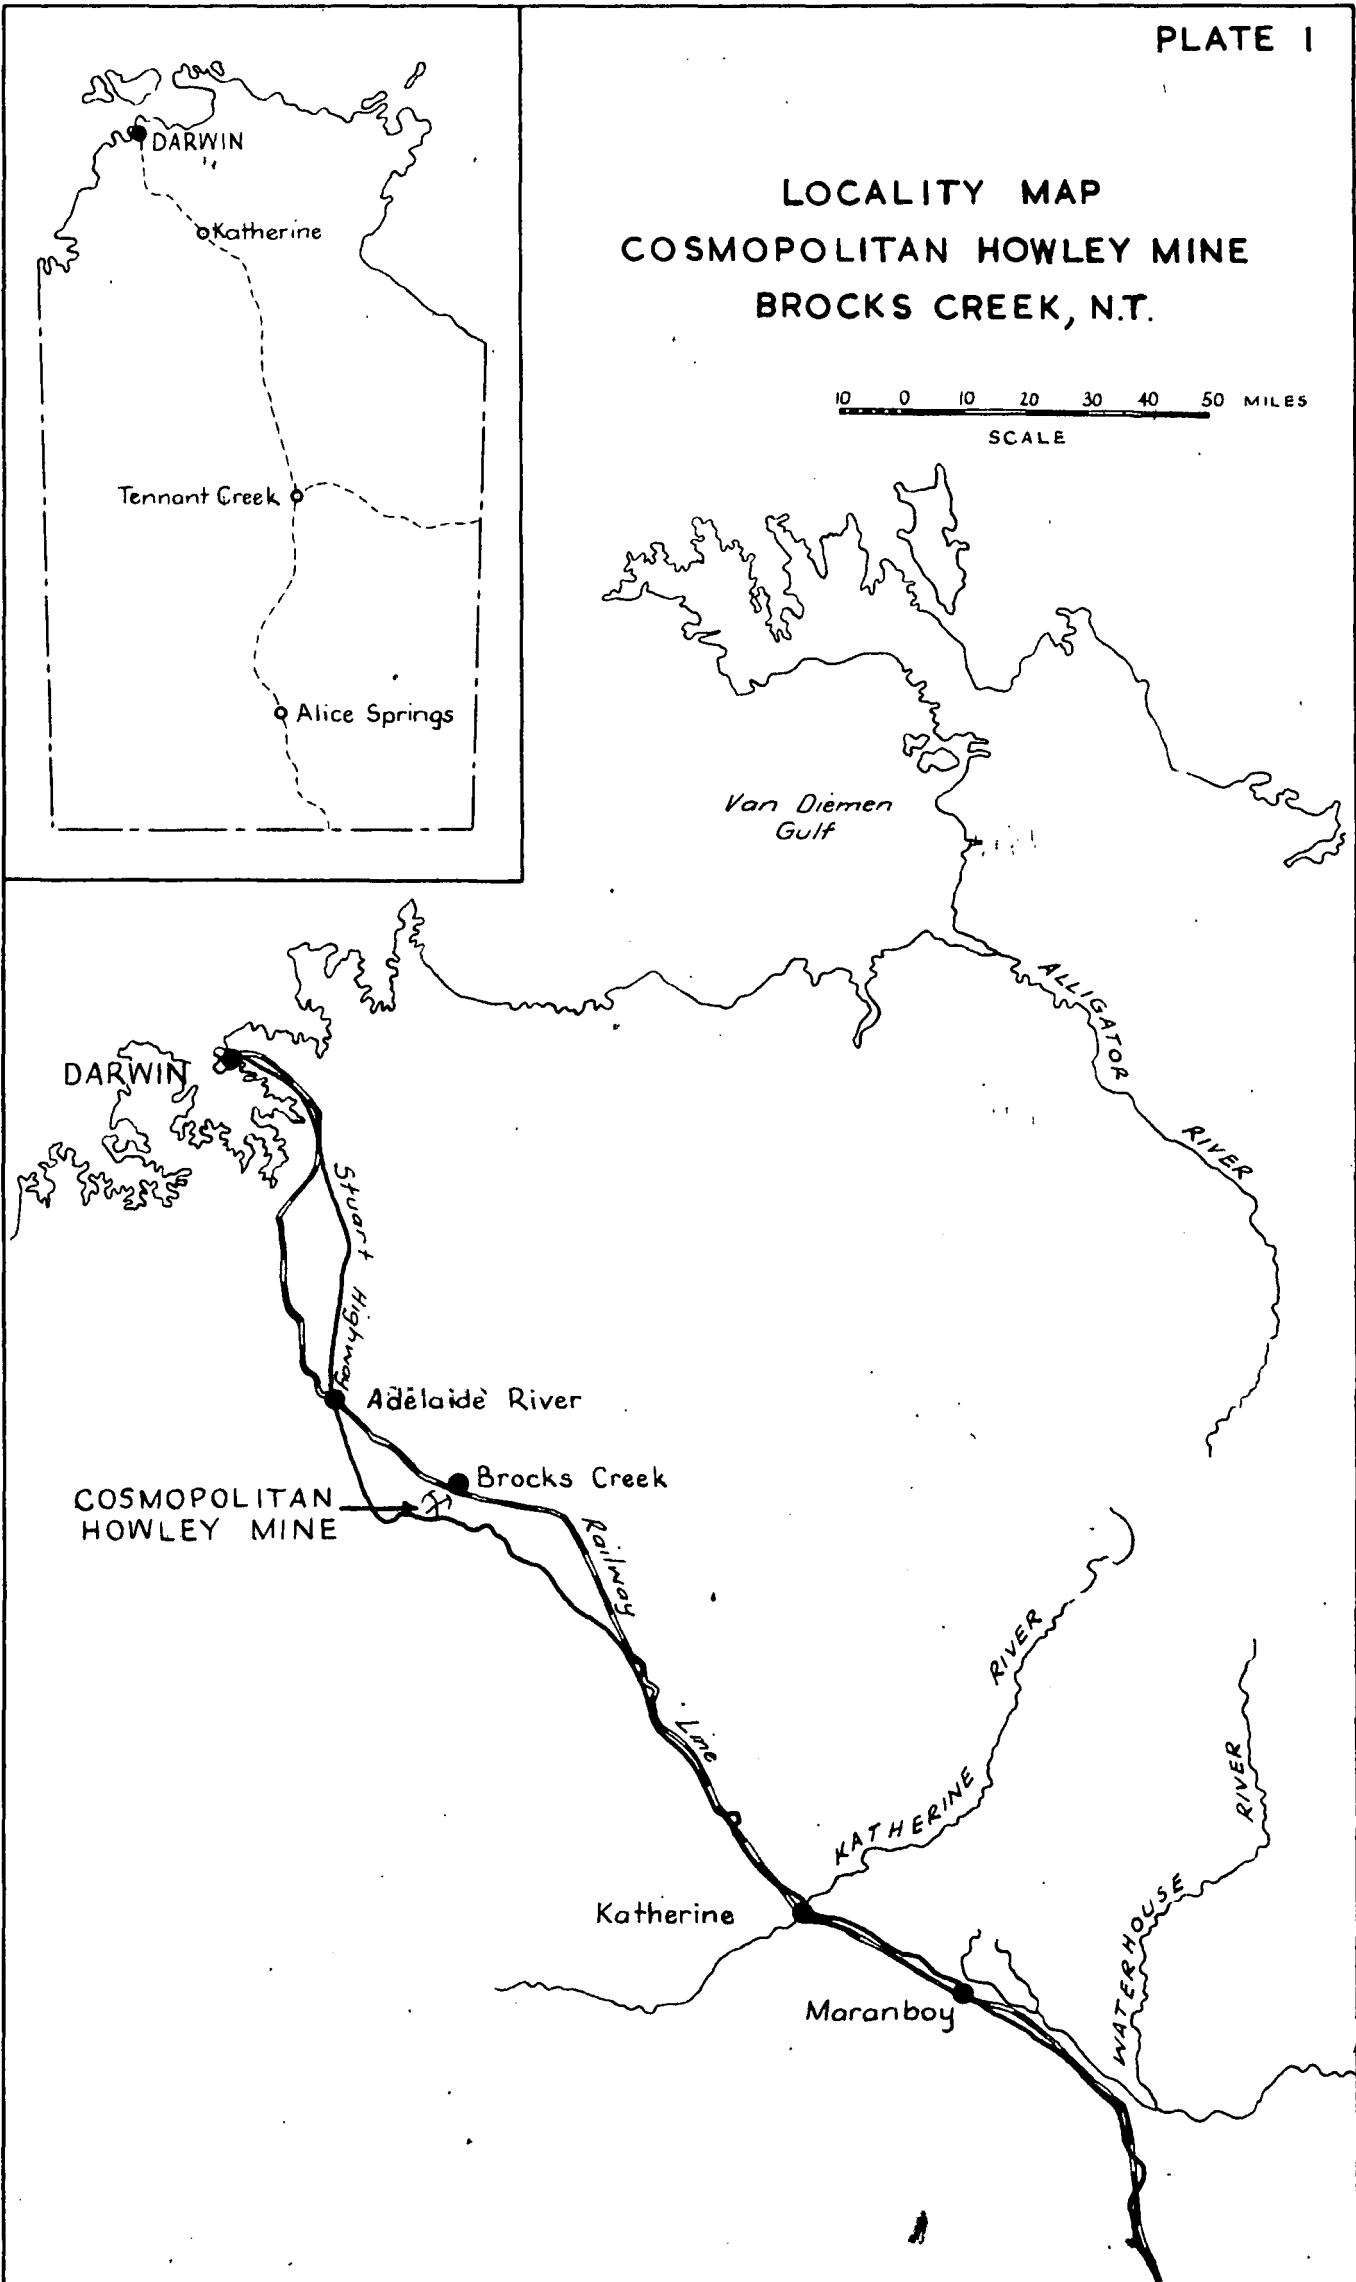 PLATE 1
LOCALITY MAP
COSMOPOLITAN HOWLEY MINE
BROCKS CREEK, N.T.
10 0 10 20 30 40 50 MILES
SCALE
DARWIN
Katherine
Tennant Creek
Alice Springs
Van Diemen
Gulf
ALLIGATOR RIVER
DARWIN
Stuart Highway
Adelaide River
Brocks Creek
COSMOPOLITAN
HOWLEY MINE
Railway Line
KATHERINE RIVER
WATERHOUSE RIVER
Katherine
Maranboy